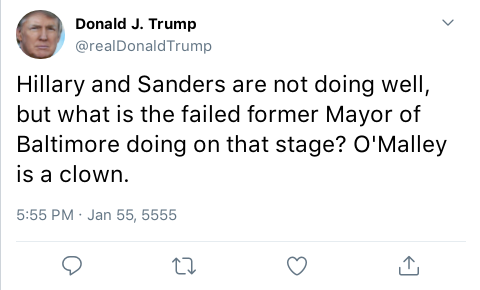 Donald J. Trump
@realDonaldTrump
Hillary and Sanders are not doing well,
but what is the failed former Mayor of
Baltimore doing on that stage? O'Malley
is a clown.
5:55 PM · Jan 55, 5555